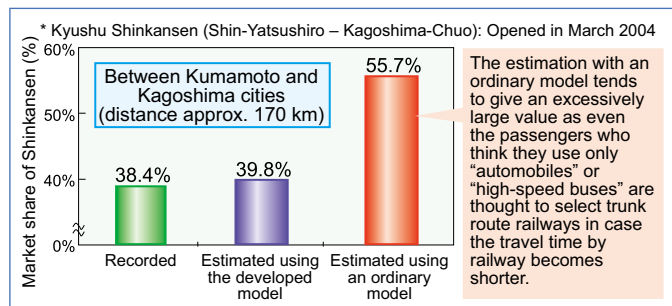 * Kyushu Shinkansen (Shin-Yatsushiro – Kagoshima-Chuo): Opened in March 2004
Market share of Shinkansen (%)
60%
50%
40%
0%
Between Kumamoto and
Kagoshima cities
(distance approx. 170 km)
38.4%
39.8%
55.7%
Recorded
Estimated using
the developed
model
Estimated using
an ordinary
model
The estimation with an
ordinary model tends
to give an excessively
large value as even
the passengers who
think they use only
“automobiles” or
“high-speed buses” are
thought to select trunk
route railways in case
the travel time by
railway becomes
shorter.